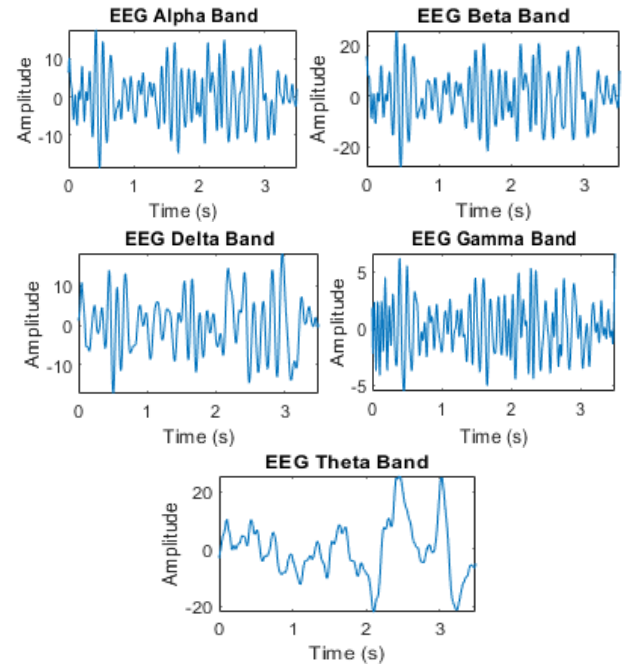 EEG Alpha Band
EEG Beta Band
10
0
-10
Amplitude
0 1 2 3
Time (s)
20
0
-20
Amplitude
0 1 2 3
Time (s)
EEG Delta Band
EEG Gamma Band
10
0
-10
Amplitude
0 1 2 3
Time (s)
5
0
-5
Amplitude
0 1 2 3
Time (s)
EEG Theta Band
20
0
-20
Amplitude
0 1 2 3
Time (s)